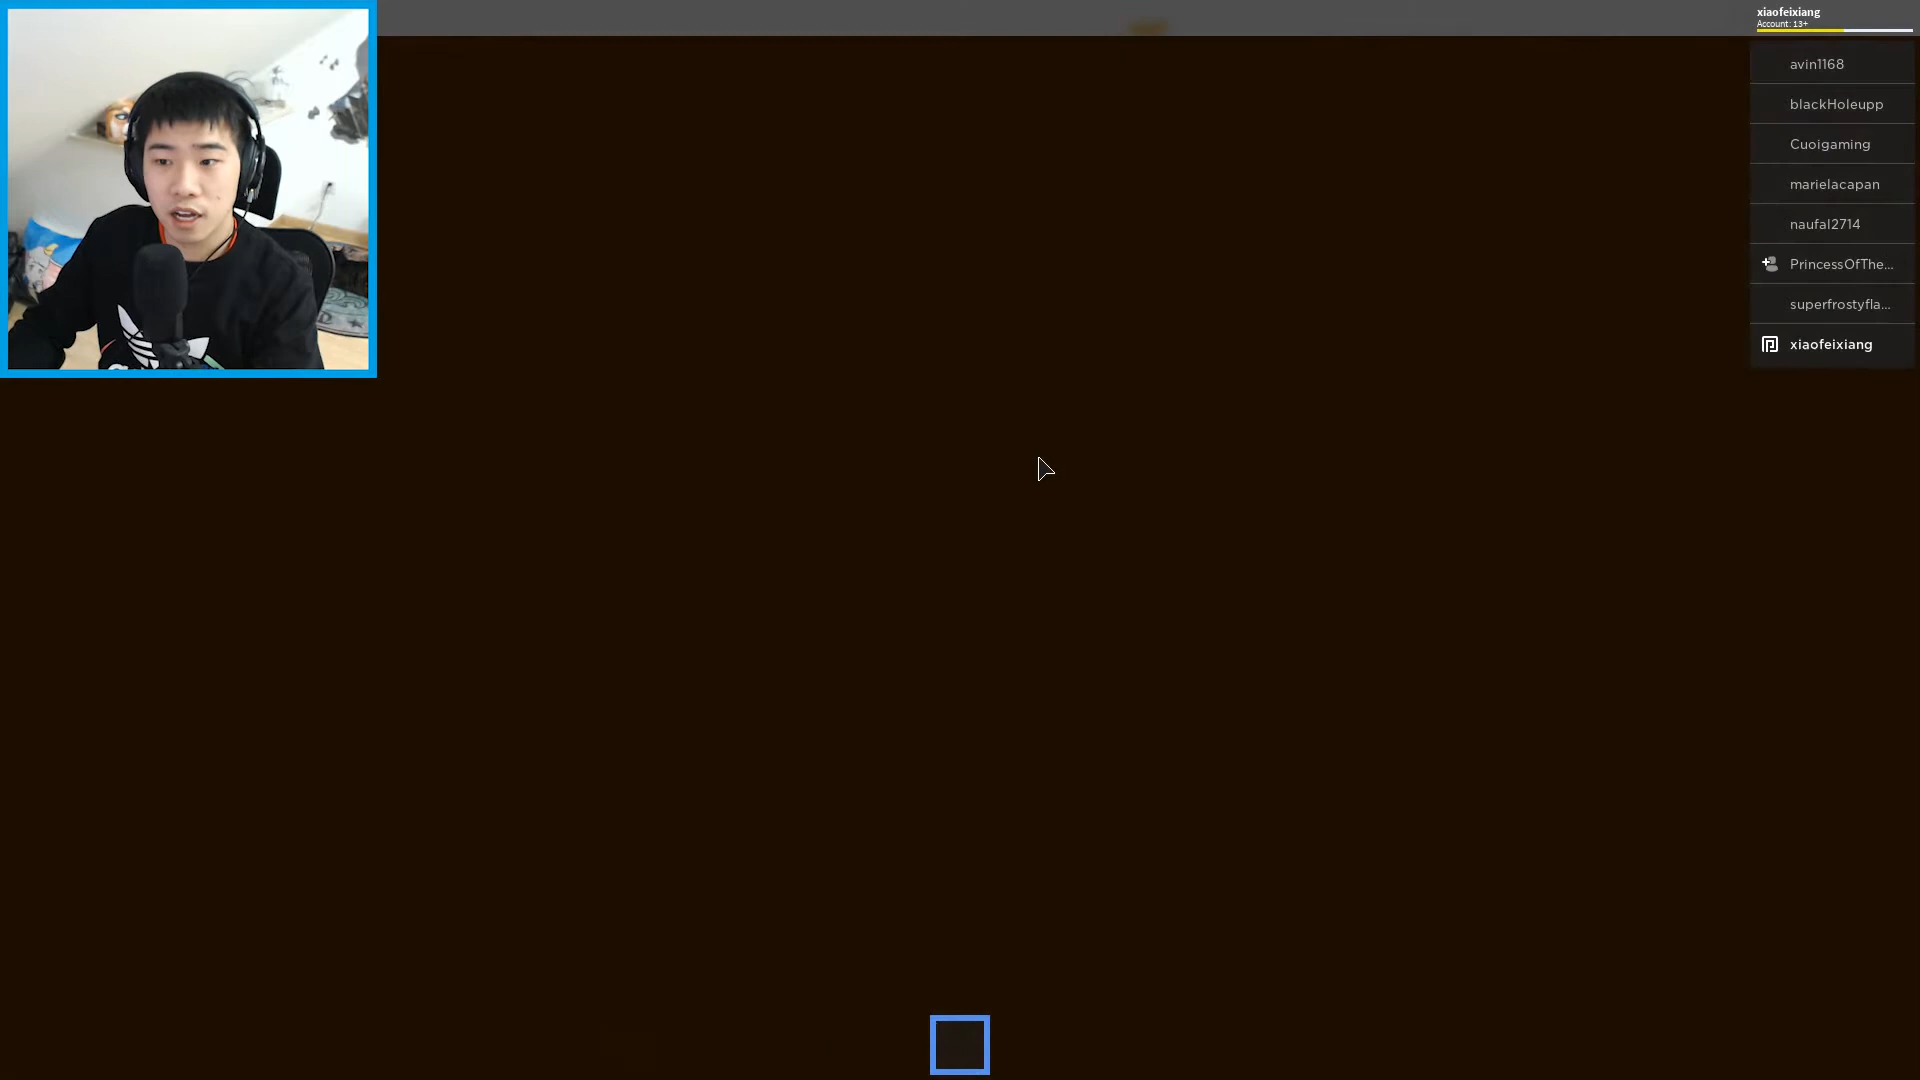 xiaofeixiang
Account: 13+
avin1168
blackHoleupp
Cuoigaming
marielacapan
naufal2714
PrincessOfThe...
superfrostyfla...
xiaofeixiang